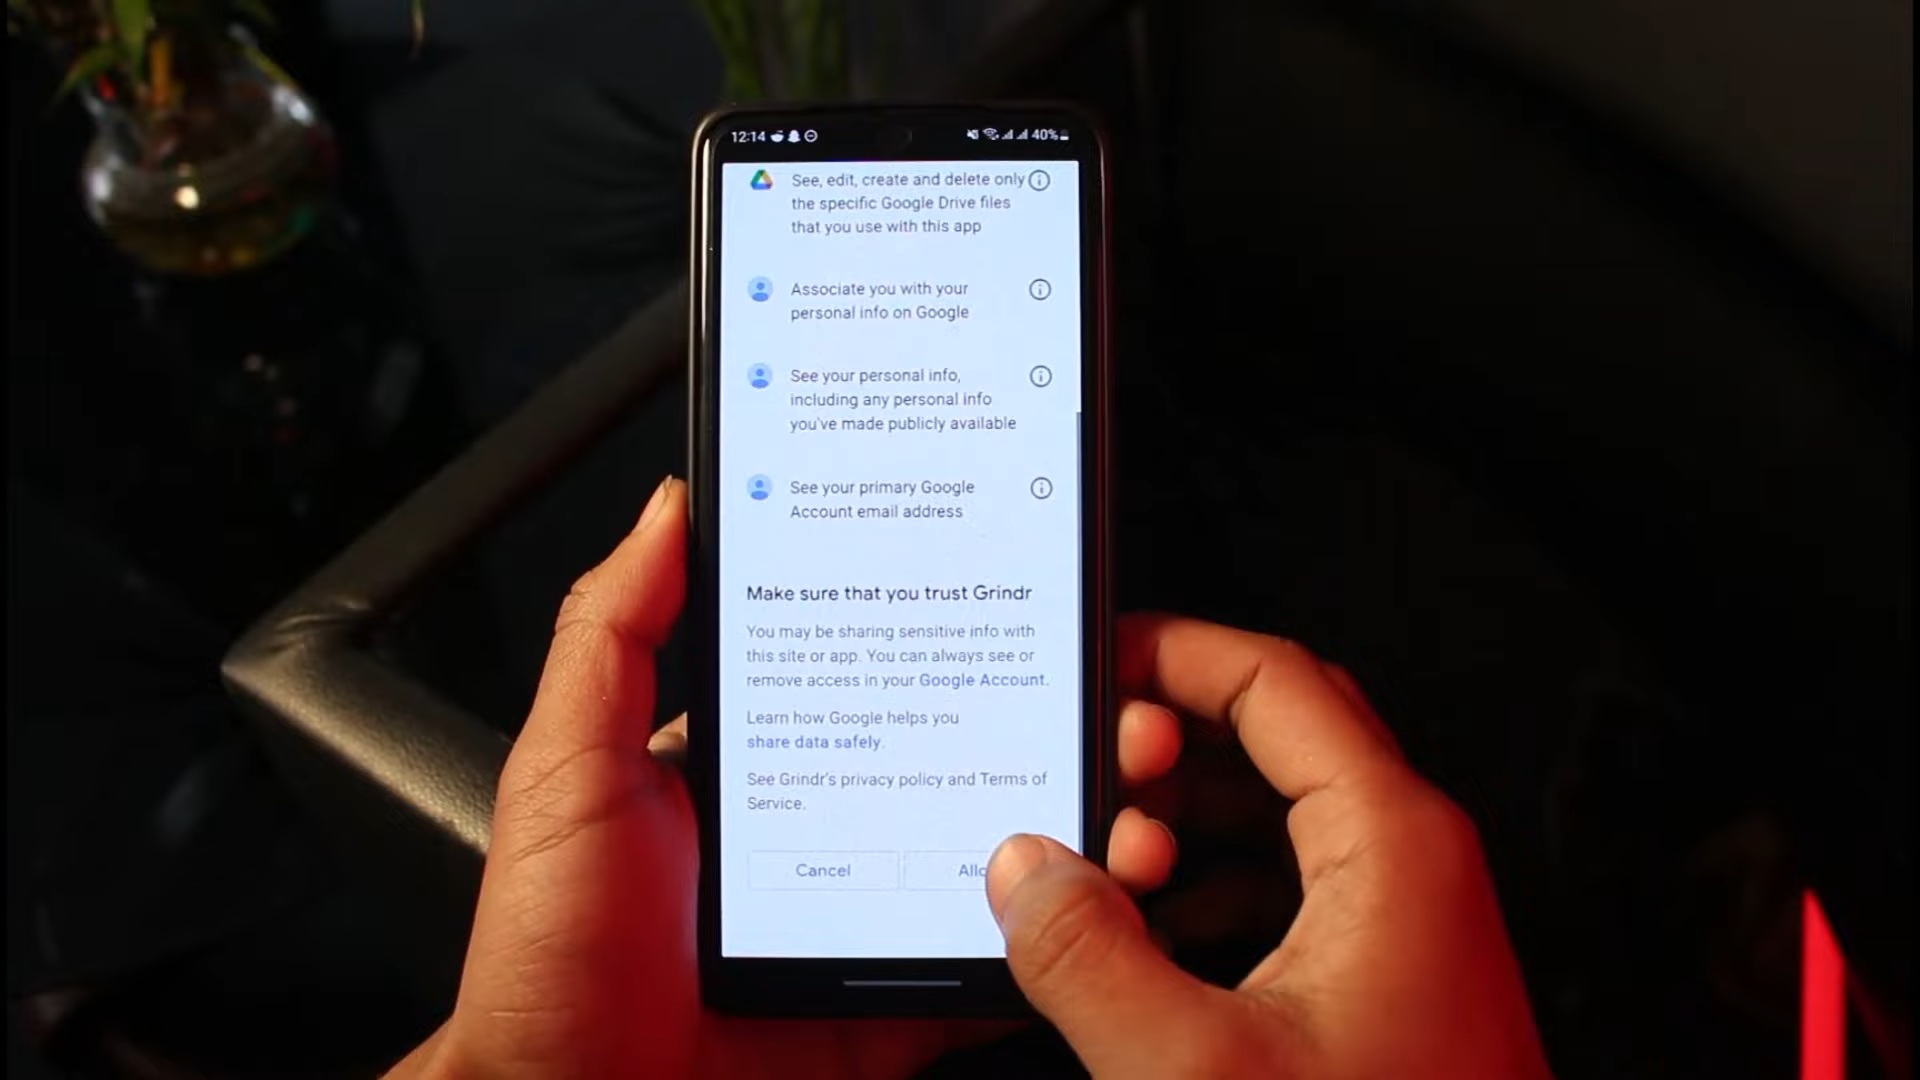 12:14 40%
See, edit, create and delete only
the specific Google Drive files
that you use with this app
Associate you with your
personal info on Google
See your personal info,
including any personal info
you've made publicly available
See your primary Google
Account email address
Make sure that you trust Grindr
You may be sharing sensitive info with
this site or app. You can always see or
remove access in your Google Account.
Learn how Google helps you
share data safely.
See Grindr's privacy policy and Terms of
Service.
Cancel Allo